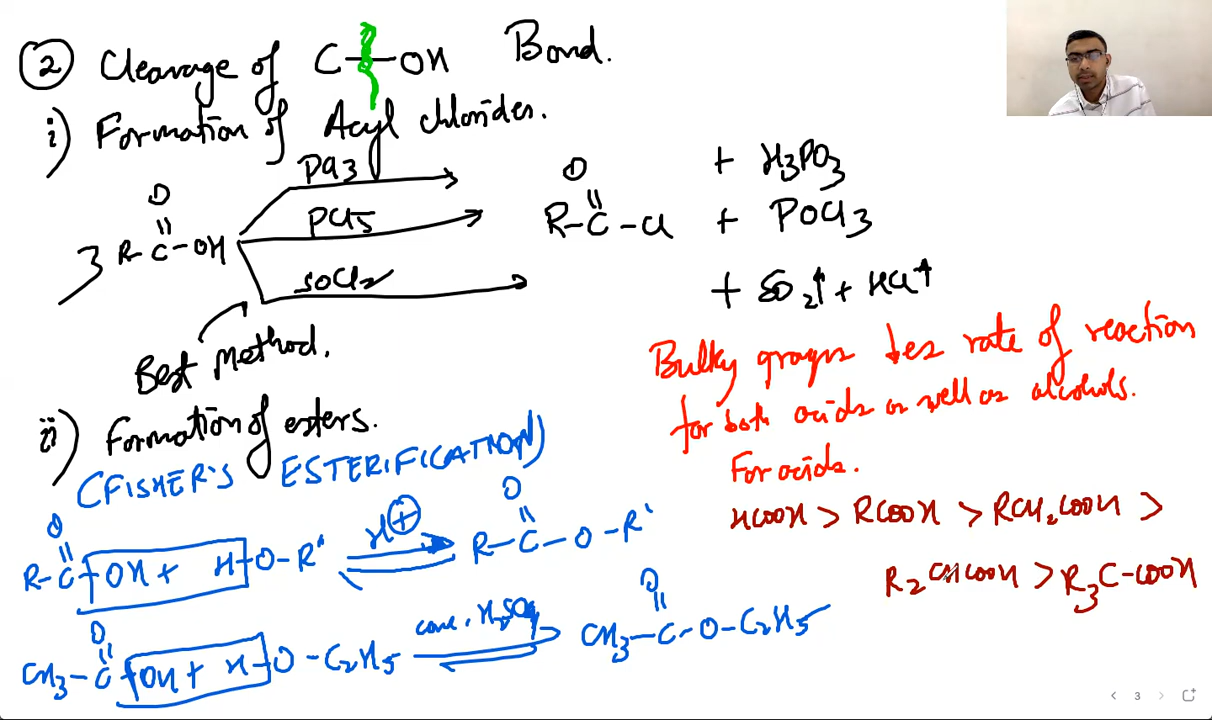 ② Cleavage of C—OH Bond.
i) Formation of Acyl chlorides.
PCl3
+ H3PO3
3 R-C-OH
O
PCl5
R-C-Cl
O
+ POCl3
SOCl2
+ SO2↑ + HCl↑
Best Method.
Bulky groups ↓es rate of reaction
for both acids as well as alcohols.
ii) Formation of esters.
(FISHER'S ESTERIFICATION)
For acids.
HCOOH > RCOOH > RCH2COOH >
R2CHCOOH > R3C-COOH
O
R-C-OH + H-O-R'
H+
O
R-C-O-R'
O
CH3-C-OH + H-O-C2H5
conc. H2SO4
O
CH3-C-O-C2H5
3